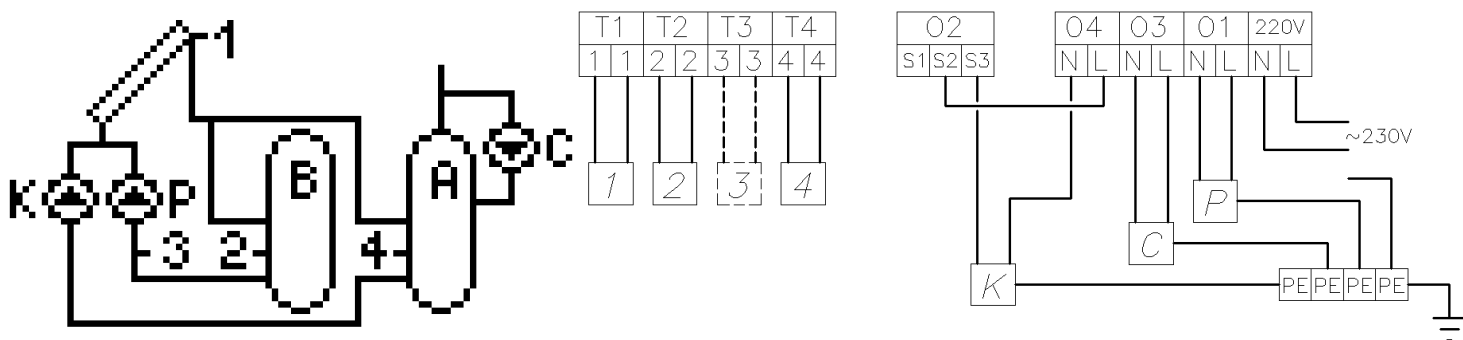 1
B
A
C
K
P
3
2
4
T1 T2 T3 T4
1 1 2 2 3 3 4 4
1 2 3 4
O2 O4 O3 O1 220V
S1 S2 S3 N L N L N L N L
~230V
P
C
K
PE PE PE PE